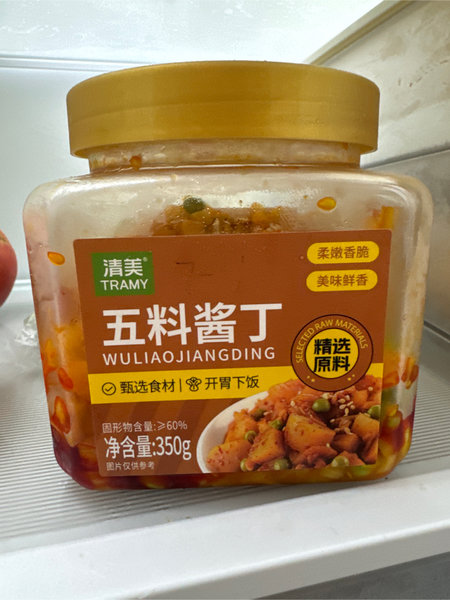 清美®
TRAMY
柔嫩香脆
美味鲜香
五料酱丁
WULIAOJIANGDING
SELECTED RAW MATERIALS
精选
原料
甄选食材|开胃下饭
固形物含量:≥60%
净含量:350g
图片仅供参考